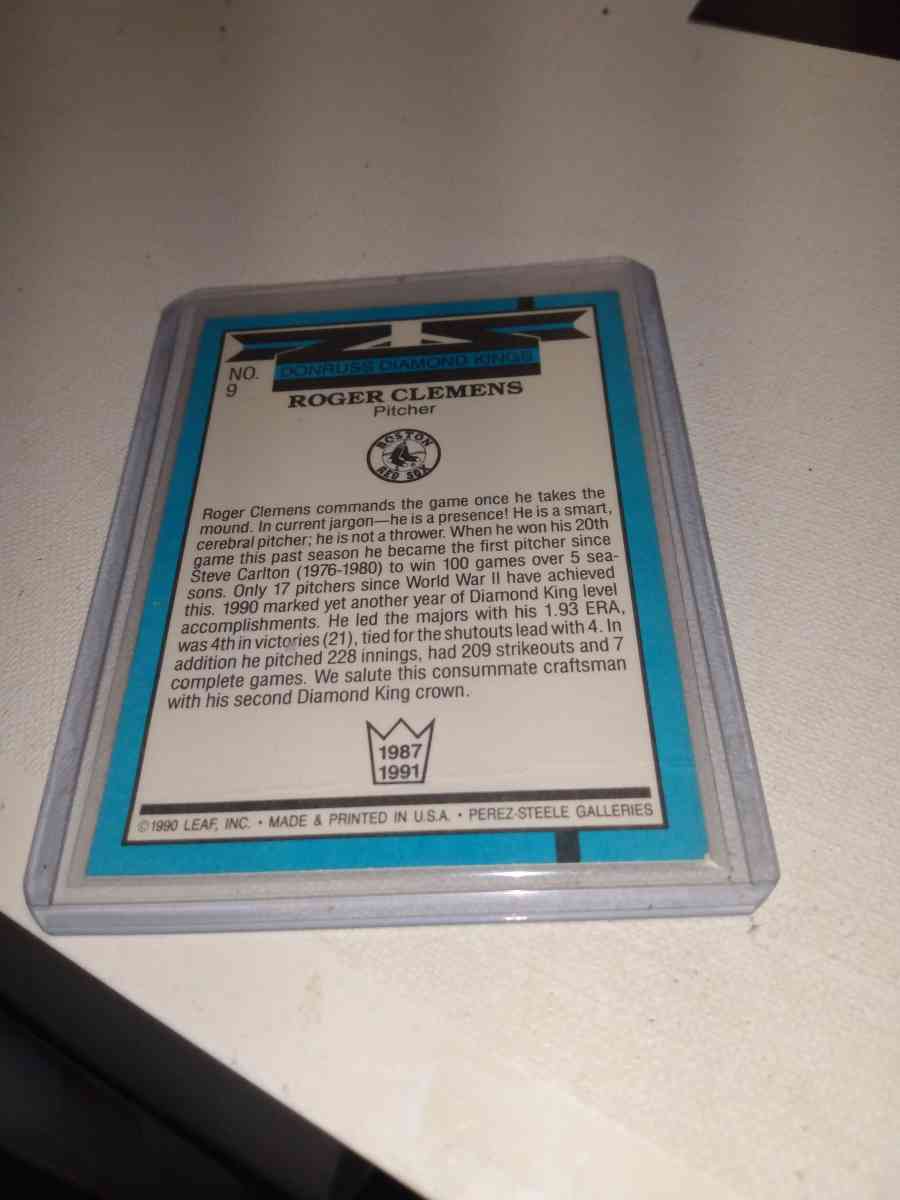 DONRUSS DIAMOND KINGS
NO.
9
ROGER CLEMENS
Pitcher
BOSTON
RED SOX
Roger Clemens commands the game once he takes the
mound. In current jargon—he is a presence! He is a smart,
cerebral pitcher; he is not a thrower. When he won his 20th
game this past season he became the first pitcher since
Steve Carlton (1976-1980) to win 100 games over 5 sea-
sons. Only 17 pitchers since World War II have achieved
this. 1990 marked yet another year of Diamond King level
accomplishments. He led the majors with his 1.93 ERA,
was 4th in victories (21), tied for the shutouts lead with 4. In
addition he pitched 228 innings, had 209 strikeouts and 7
complete games. We salute this consummate craftsman
with his second Diamond King crown.
1987
1991
©1990 LEAF, INC. • MADE & PRINTED IN U.S.A. • PEREZ-STEELE GALLERIES